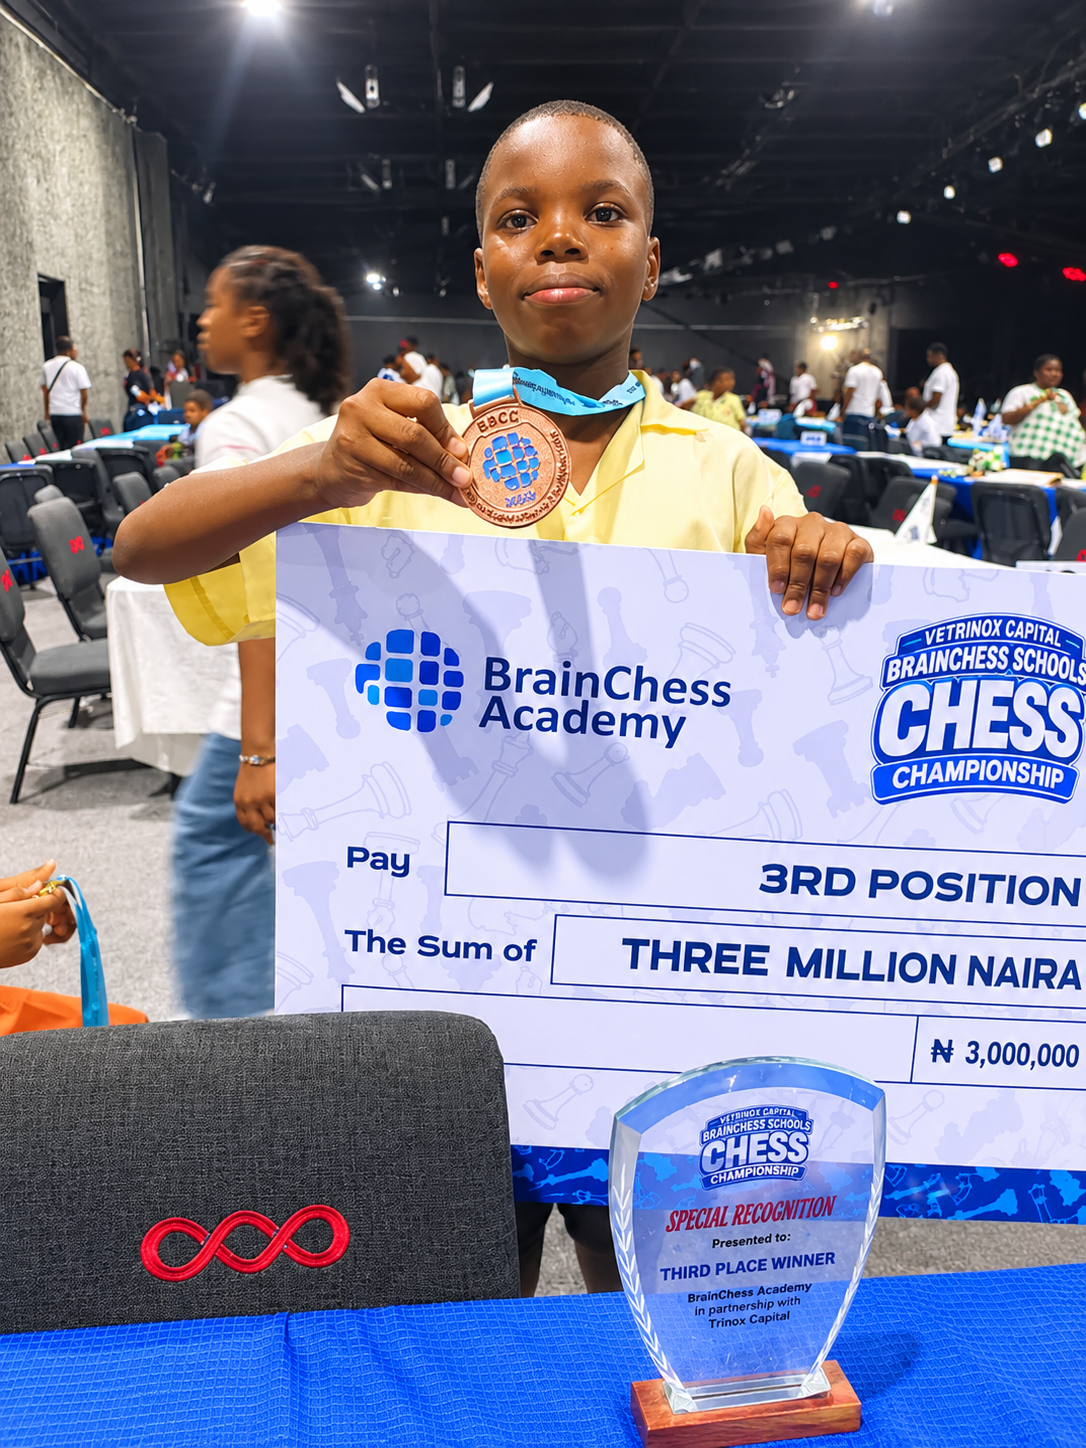 BBCC
BrainChess
Academy
VETRINOX CAPITAL
BRAINCHESS SCHOOLS
CHESS
CHAMPIONSHIP
Pay
3RD POSITION
The Sum of
THREE MILLION NAIRA
₦ 3,000,000
VETRINOX CAPITAL
BRAINCHESS SCHOOLS
CHESS
CHAMPIONSHIP
SPECIAL RECOGNITION
Presented to:
THIRD PLACE WINNER
BrainChess Academy
in partnership with
Trinox Capital